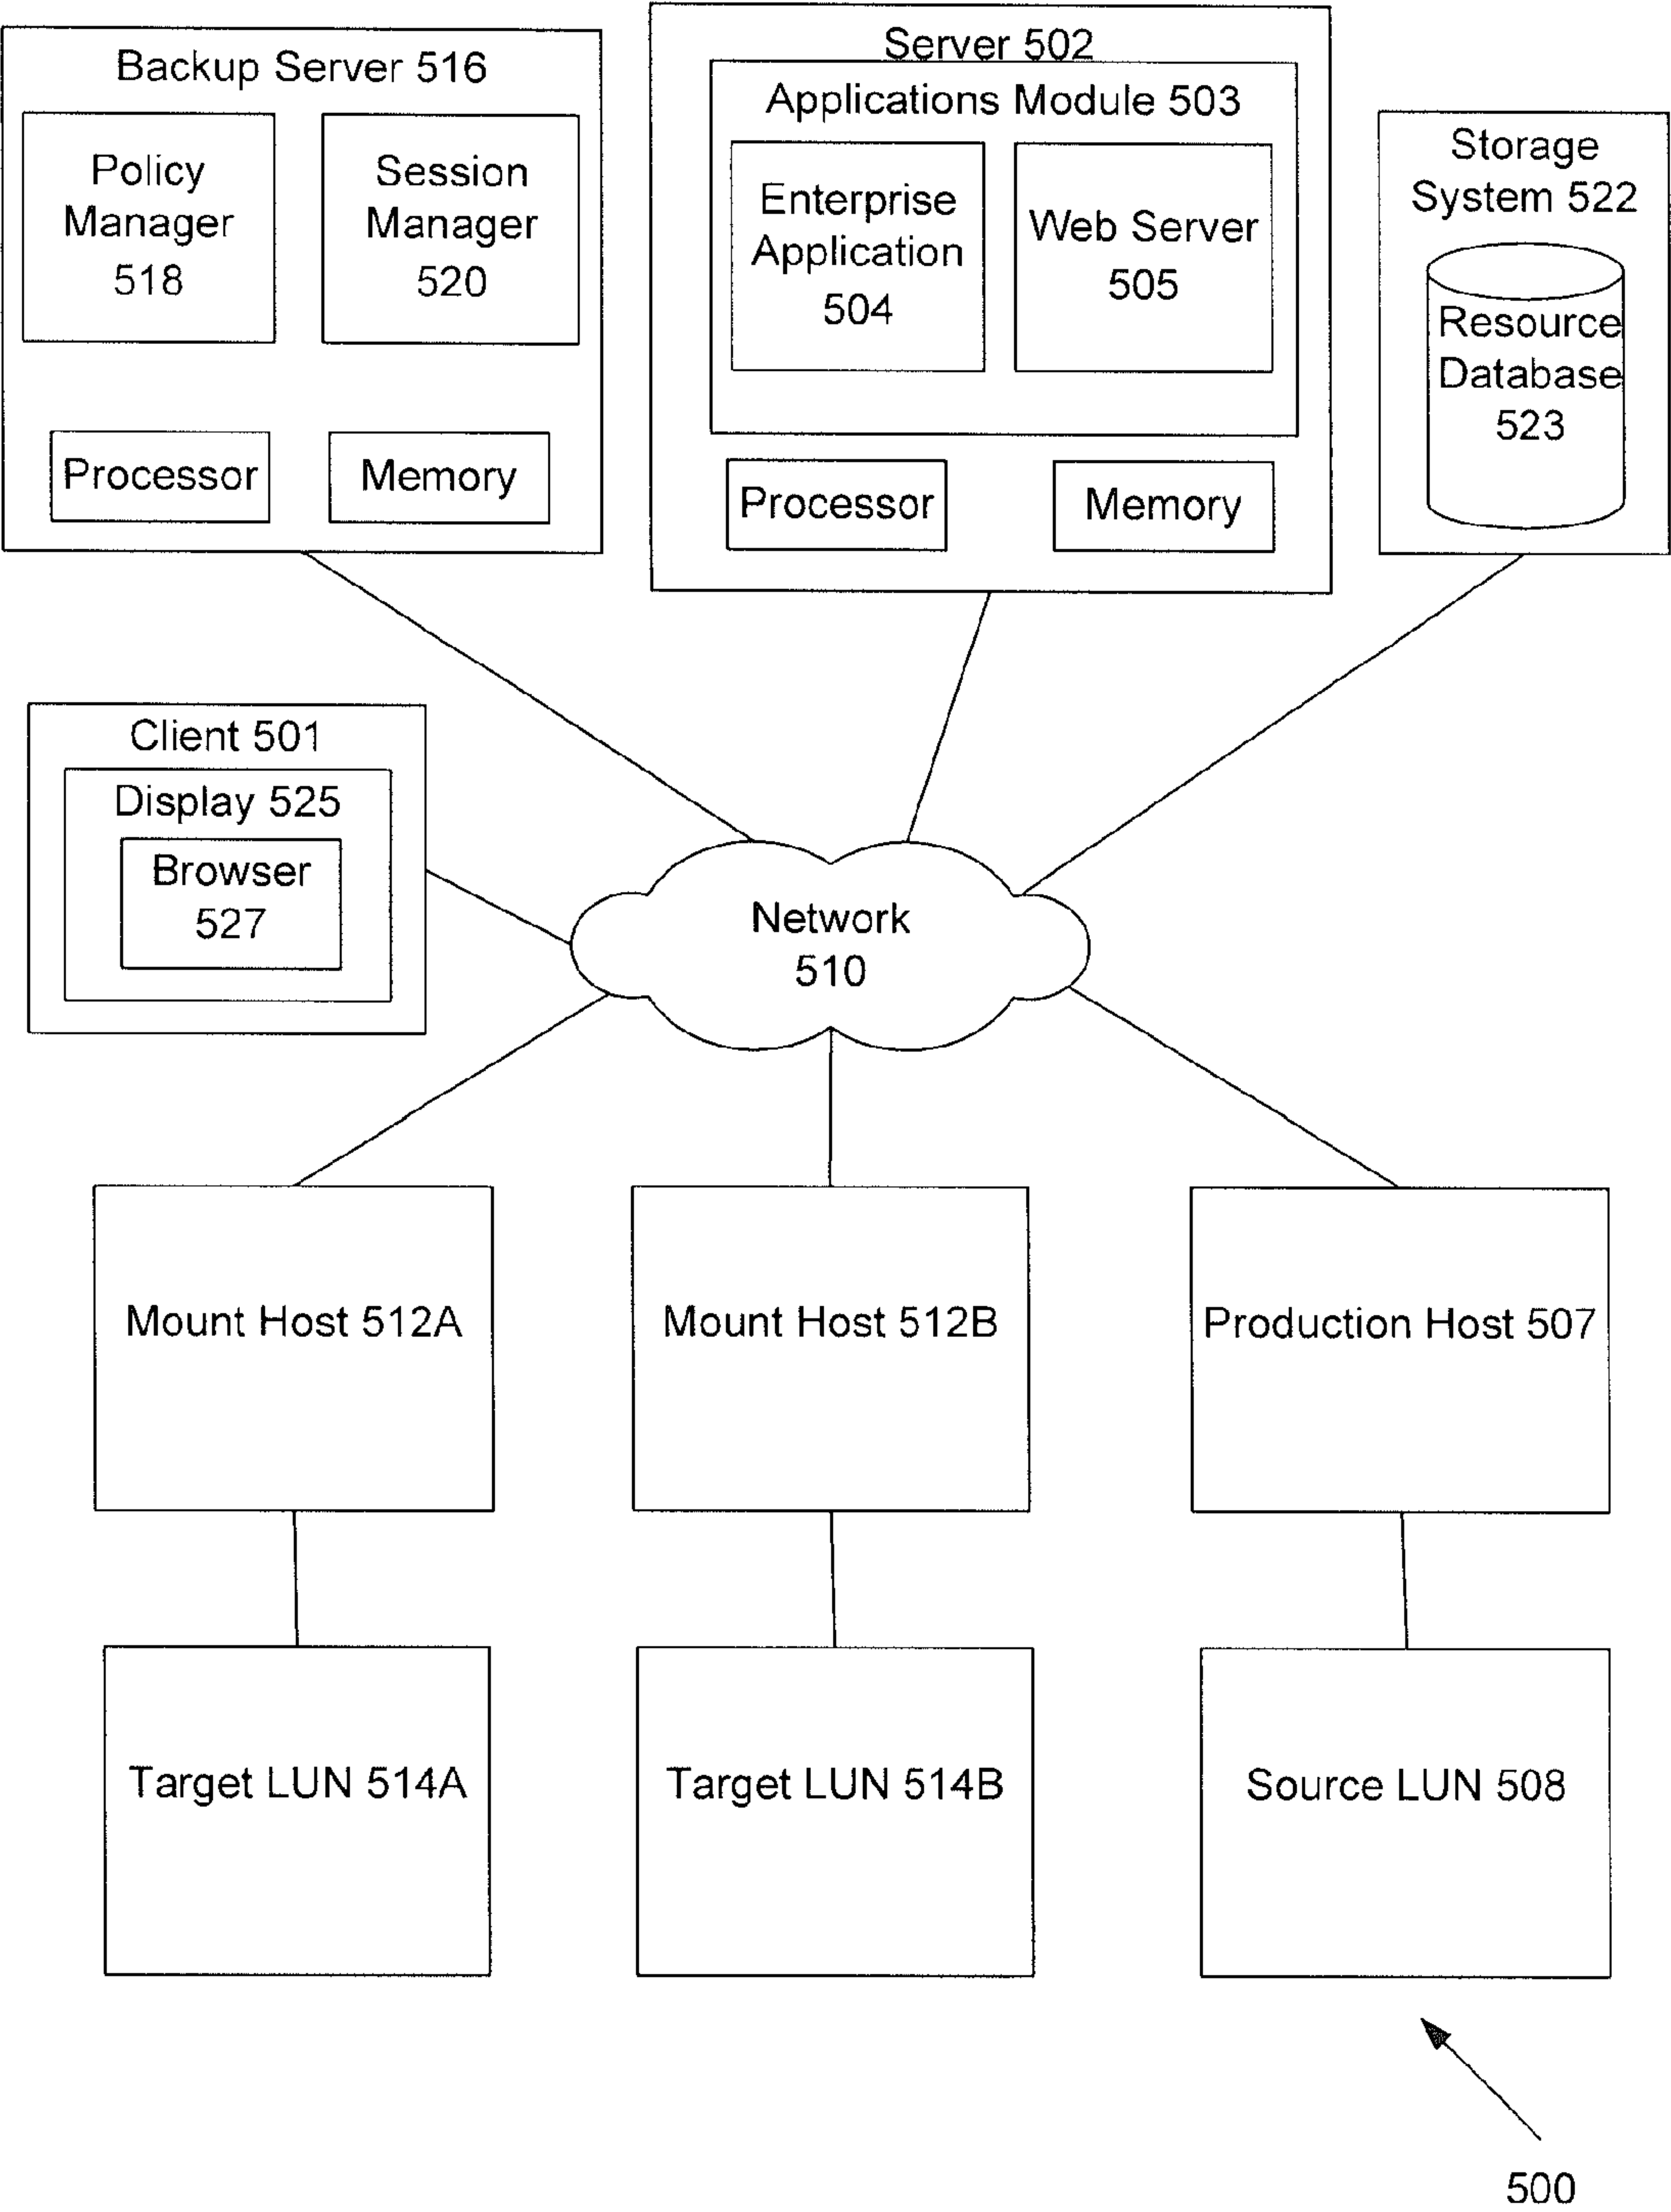 Backup Server 516
Policy
Manager
518
Session
Manager
520
Processor
Memory
Server 502
Applications Module 503
Enterprise
Application
504
Web Server
505
Processor
Memory
Storage
System 522
Resource
Database
523
Client 501
Display 525
Browser
527
Network
510
Mount Host 512A
Mount Host 512B
Production Host 507
Target LUN 514A
Target LUN 514B
Source LUN 508
500